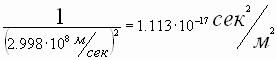 1/(2.998·10⁸ м/сек)² = 1.113·10⁻¹⁷ сек²/м²